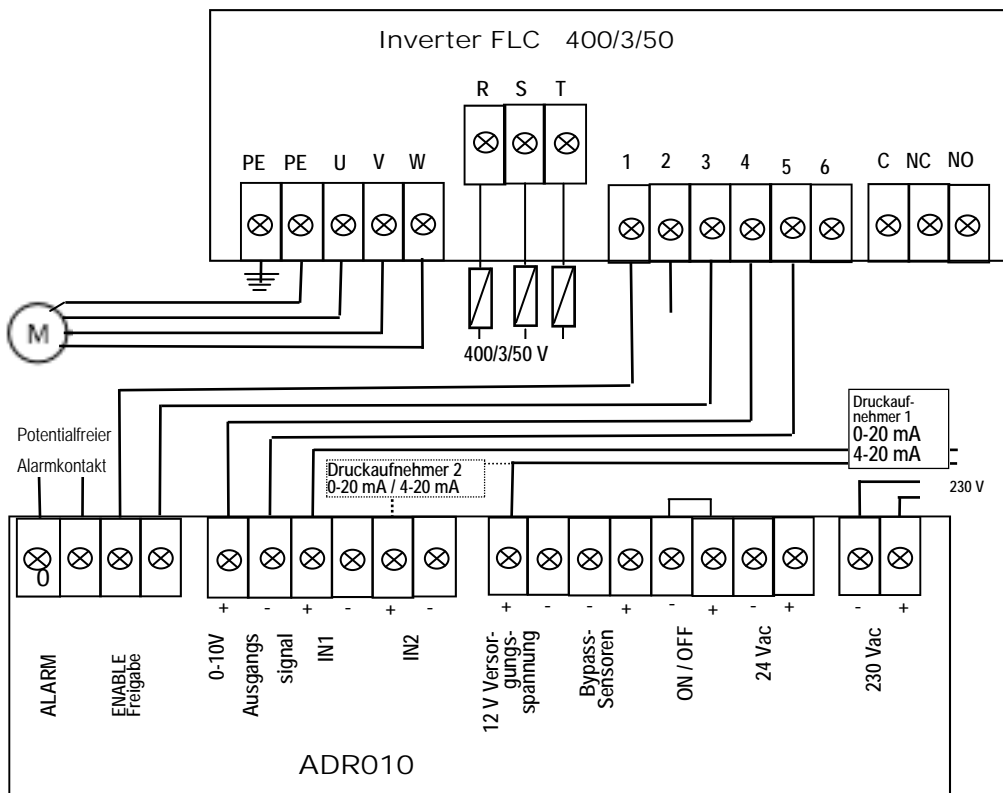 Inverter FLC 400/3/50
R S T
PE PE U V W
1 2 3 4 5 6
C NC NO
M
400/3/50 V
Druckauf-
nehmer 1
0-20 mA
4-20 mA
Potentialfreier
Alarmkontakt
Druckaufnehmer 2
0-20 mA / 4-20 mA
230 V
0
+ - + - + -
+ - - + - + - +
- +
ALARM
ENABLE
Freigabe
0-10V
Ausgangs
signal
IN1
IN2
12 V Versor-
gungs-
spannung
Bypass-
Sensoren
ON / OFF
24 Vac
230 Vac
ADR010